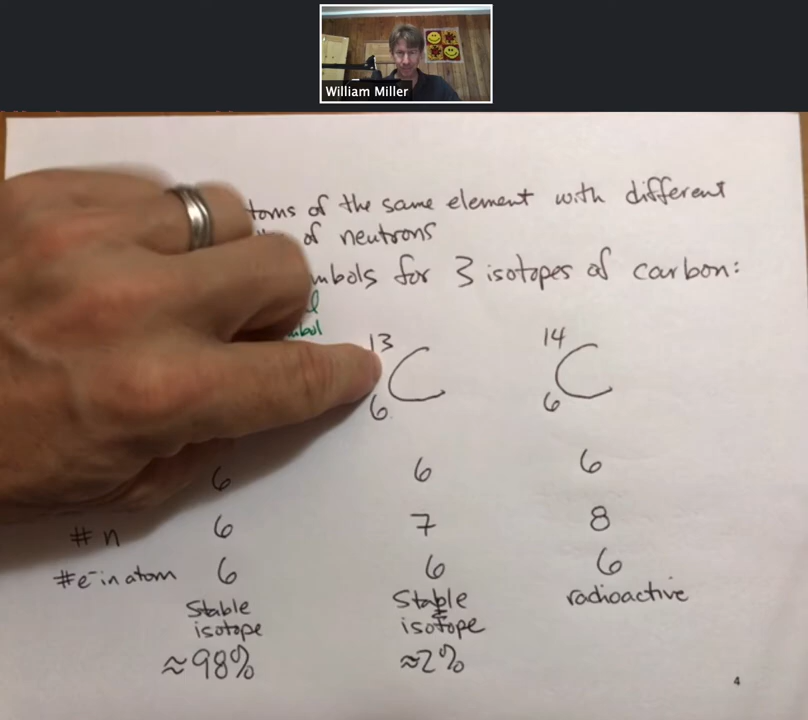 William Miller
of the same element with different
of neutrons
for 3 isotopes of carbon:
13 C 6
14 C 6
6 6 6
# n 6 7 8
#e⁻ in atom 6 6 6
Stable Stable radioactive
isotope isotope
≈98% ≈2%
4